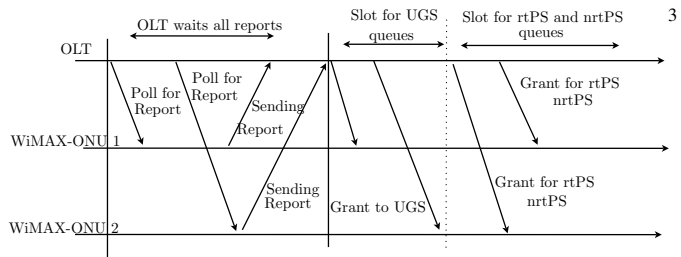 3
OLT waits all reports
Slot for UGS
queues
Slot for rtPS and nrtPS
queues
OLT
Poll for
Report
Poll for
Report
Sending
Report
Grant for rtPS
nrtPS
WiMAX-ONU 1
Sending
Report
Grant to UGS
Grant for rtPS
nrtPS
WiMAX-ONU 2